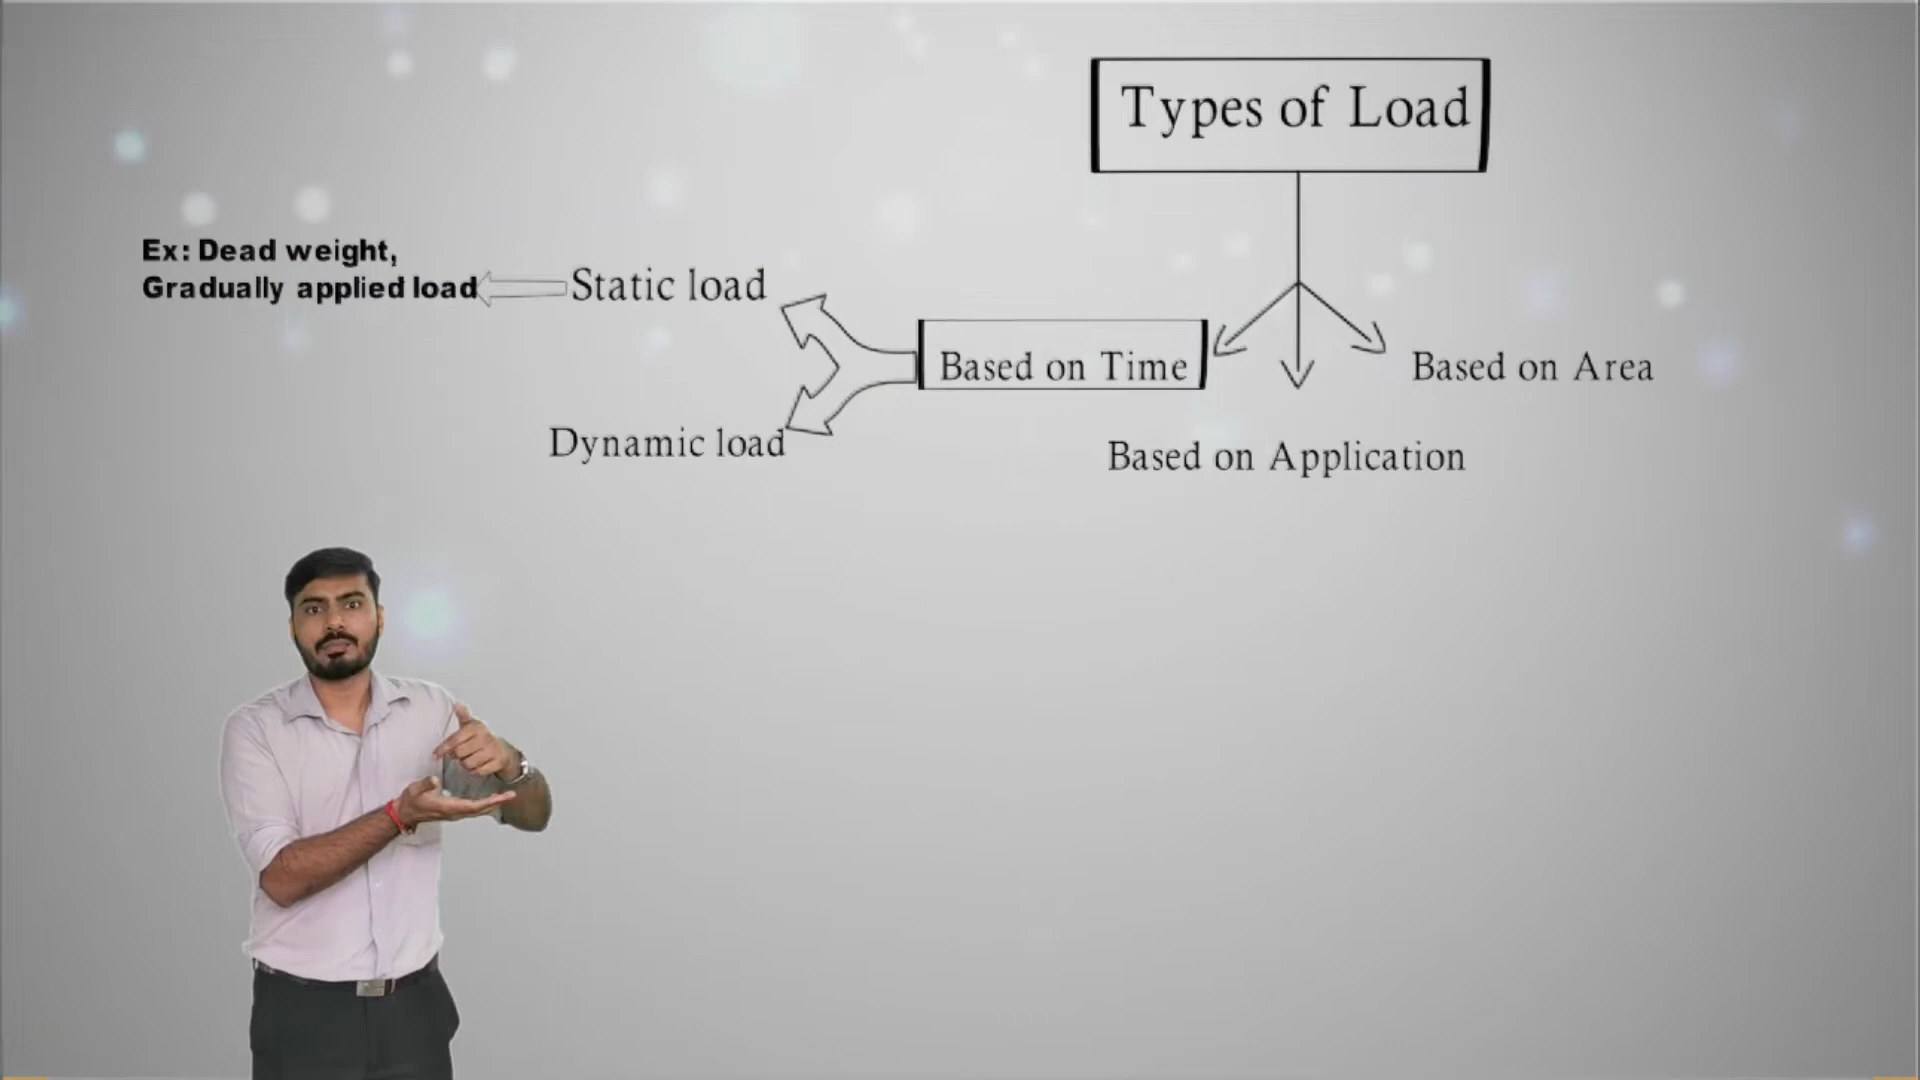 Types of Load
Ex: Dead weight,
Gradually applied load
Static load
Based on Time
Based on Area
Dynamic load
Based on Application